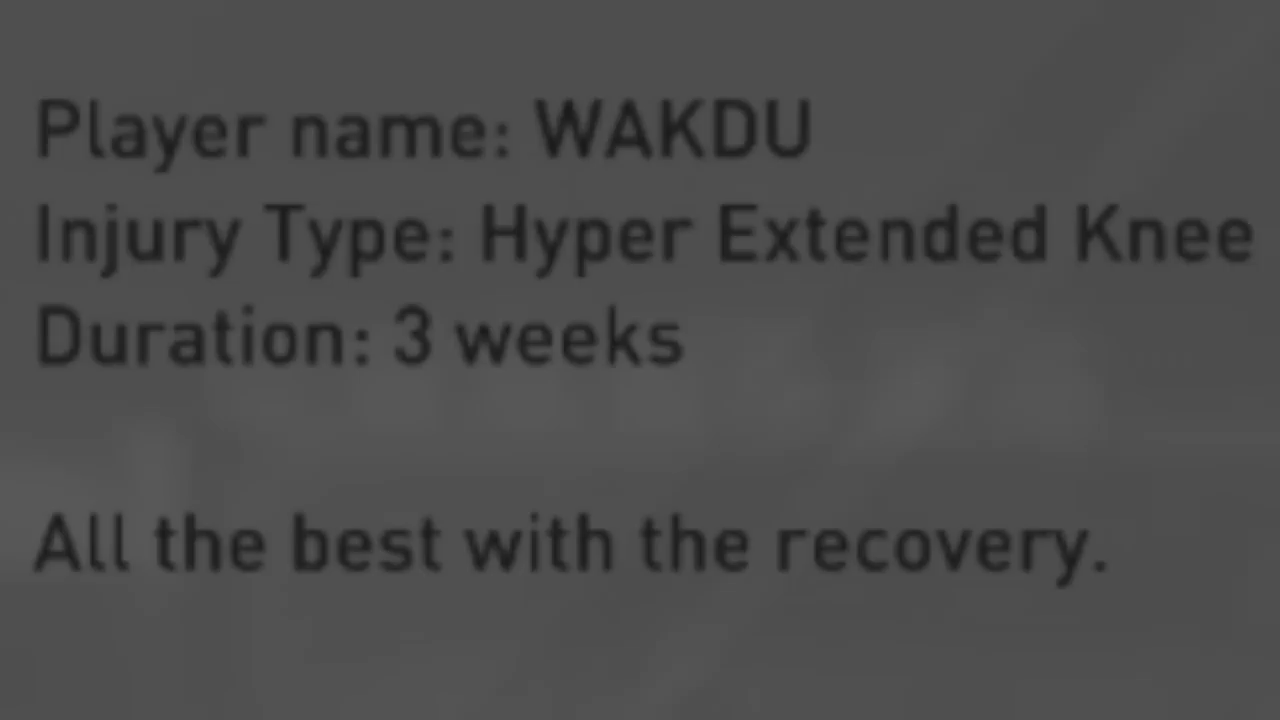 Player name: WAKDU
Injury Type: Hyper Extended Knee
Duration: 3 weeks
All the best with the recovery.